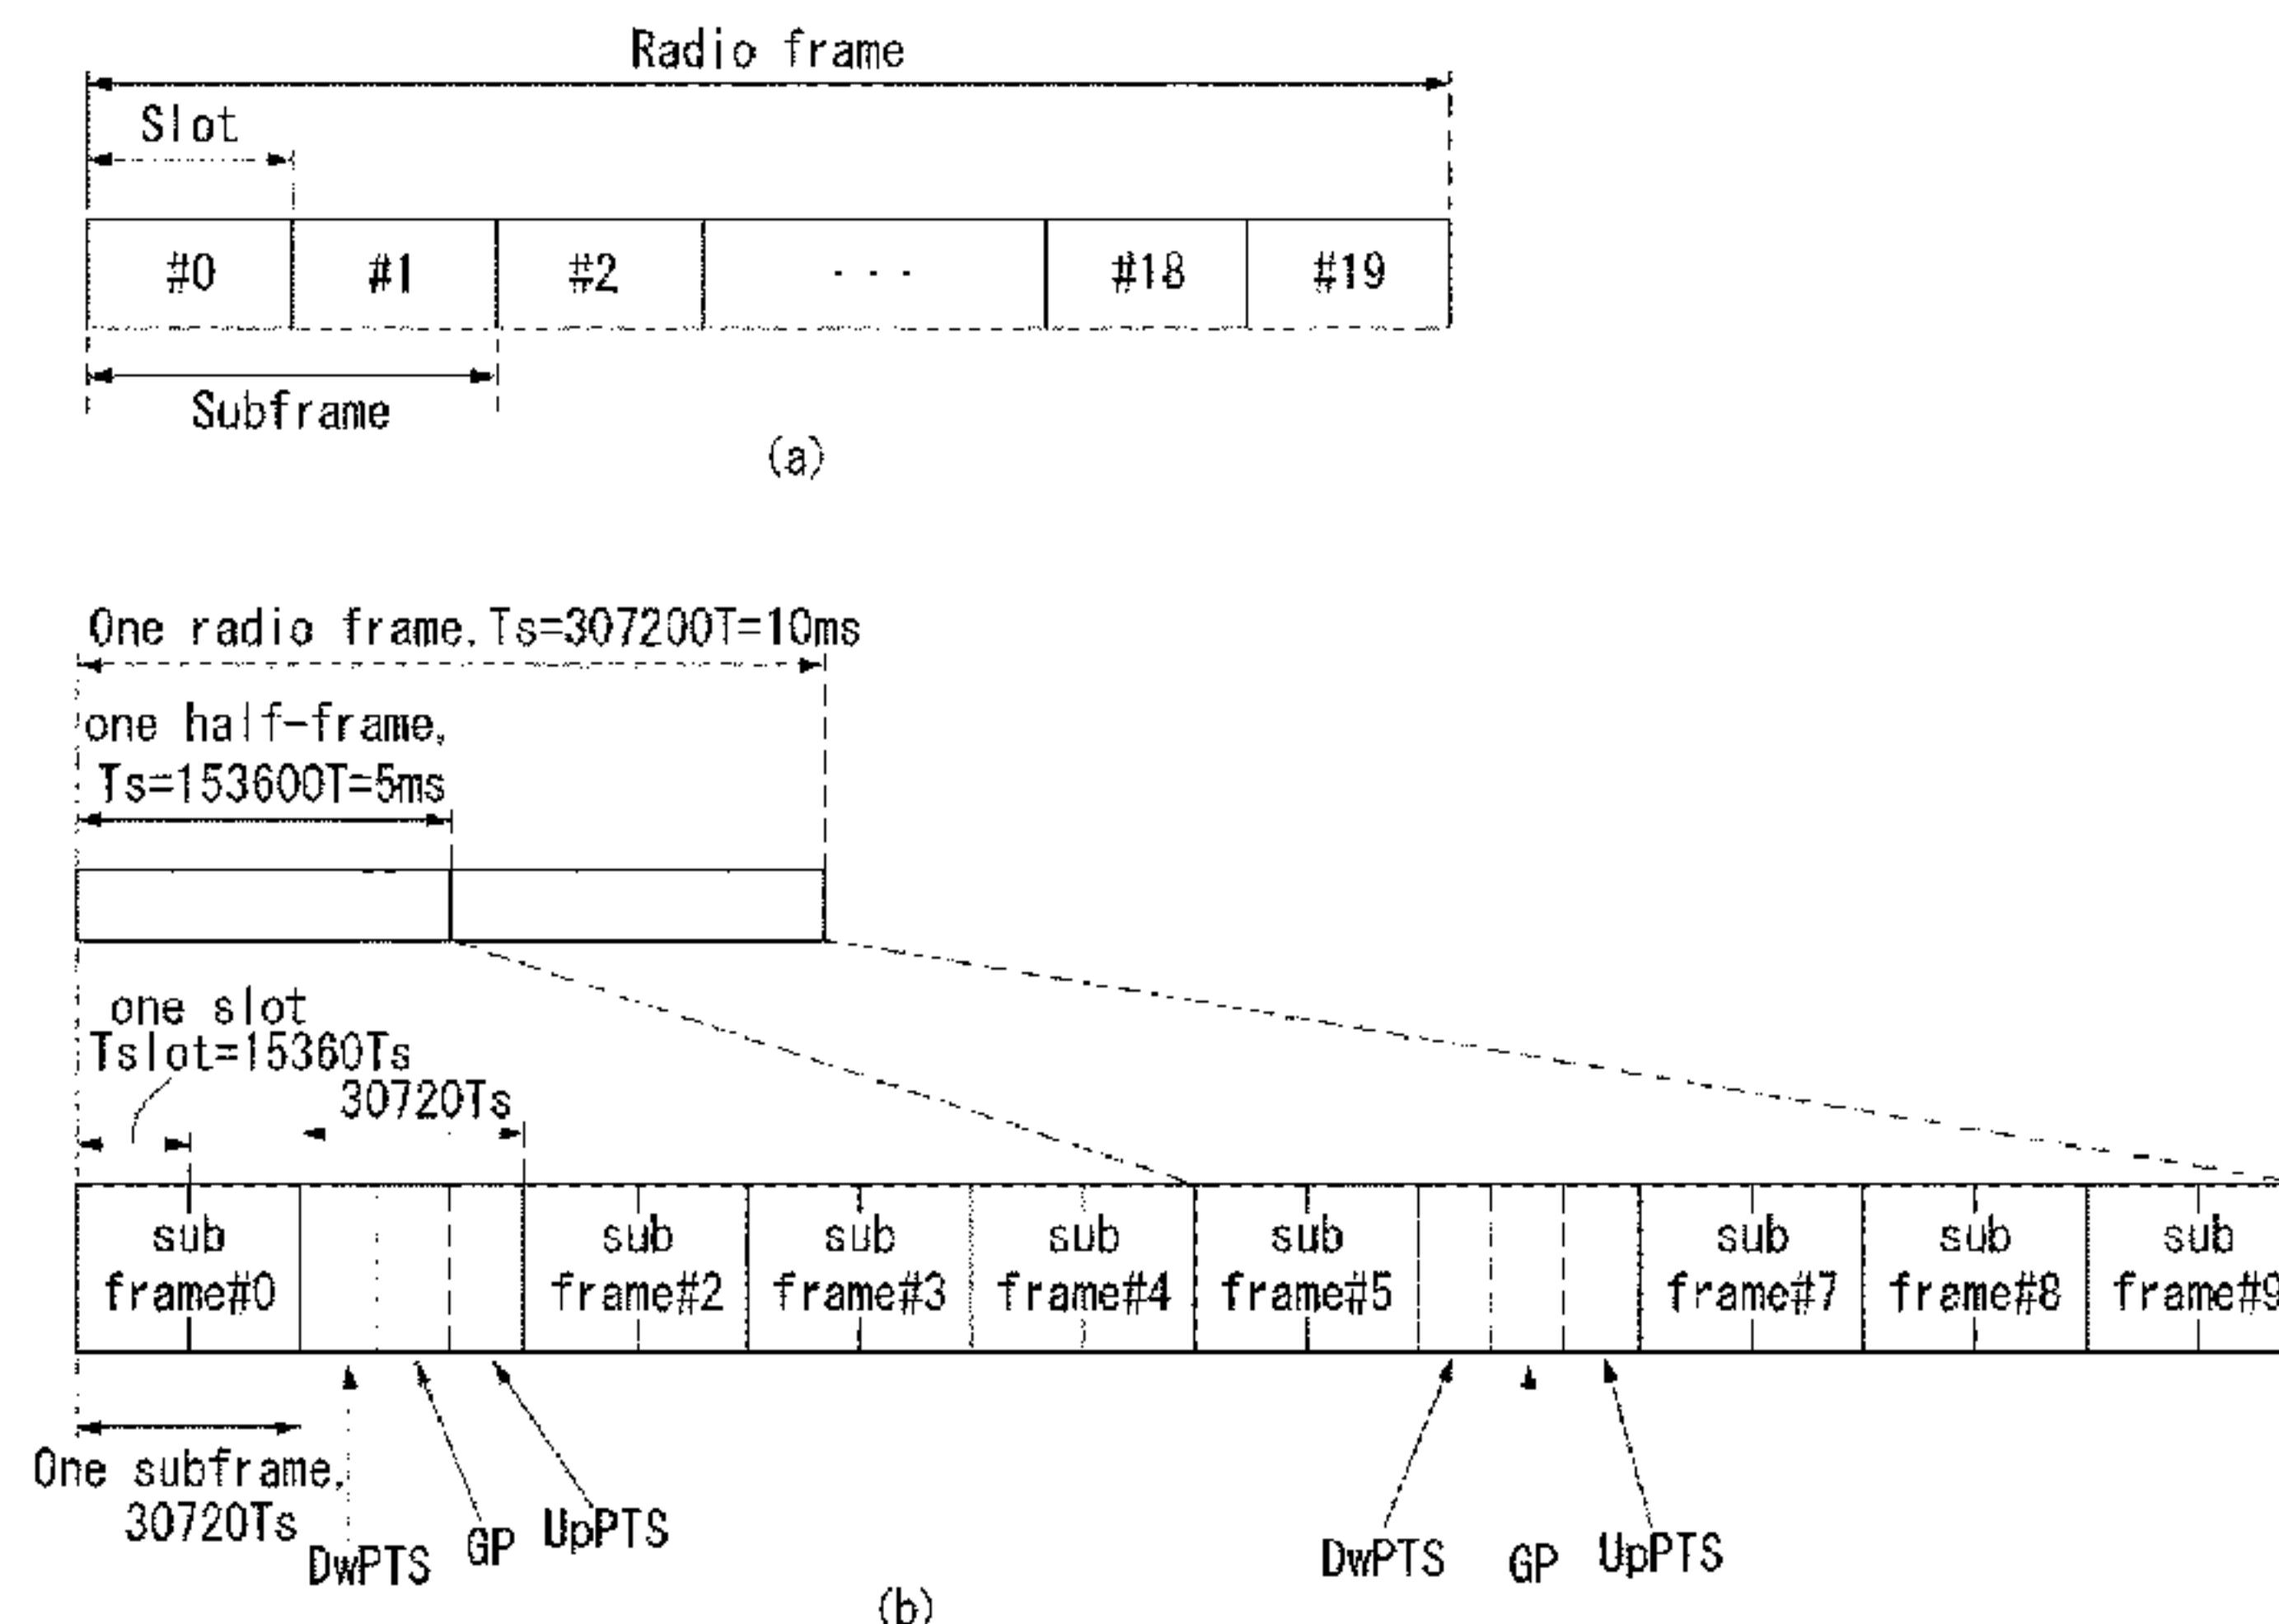 Radio frame
Slot
#0 #1 #2 ... #18 #19
Subframe
(a)
One radio frame,Ts=307200T=10ms
one half-frame,
Ts=153600T=5ms
one slot
Tslot=15360Ts
30720Ts
sub frame#0 sub frame#2 sub frame#3 sub frame#4 sub frame#5 sub frame#7 sub frame#8 sub frame#9
One subframe,
30720Ts
DwPTS GP UpPTS DwPTS GP UpPTS
(b)